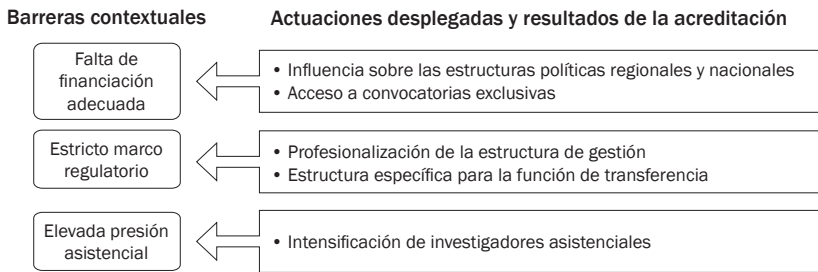 Barreras contextuales
Actuaciones desplegadas y resultados de la acreditación
Falta de
financiación
adecuada
• Influencia sobre las estructuras políticas regionales y nacionales
• Acceso a convocatorias exclusivas
Estricto marco
regulatorio
• Profesionalización de la estructura de gestión
• Estructura específica para la función de transferencia
Elevada presión
asistencial
• Intensificación de investigadores asistenciales